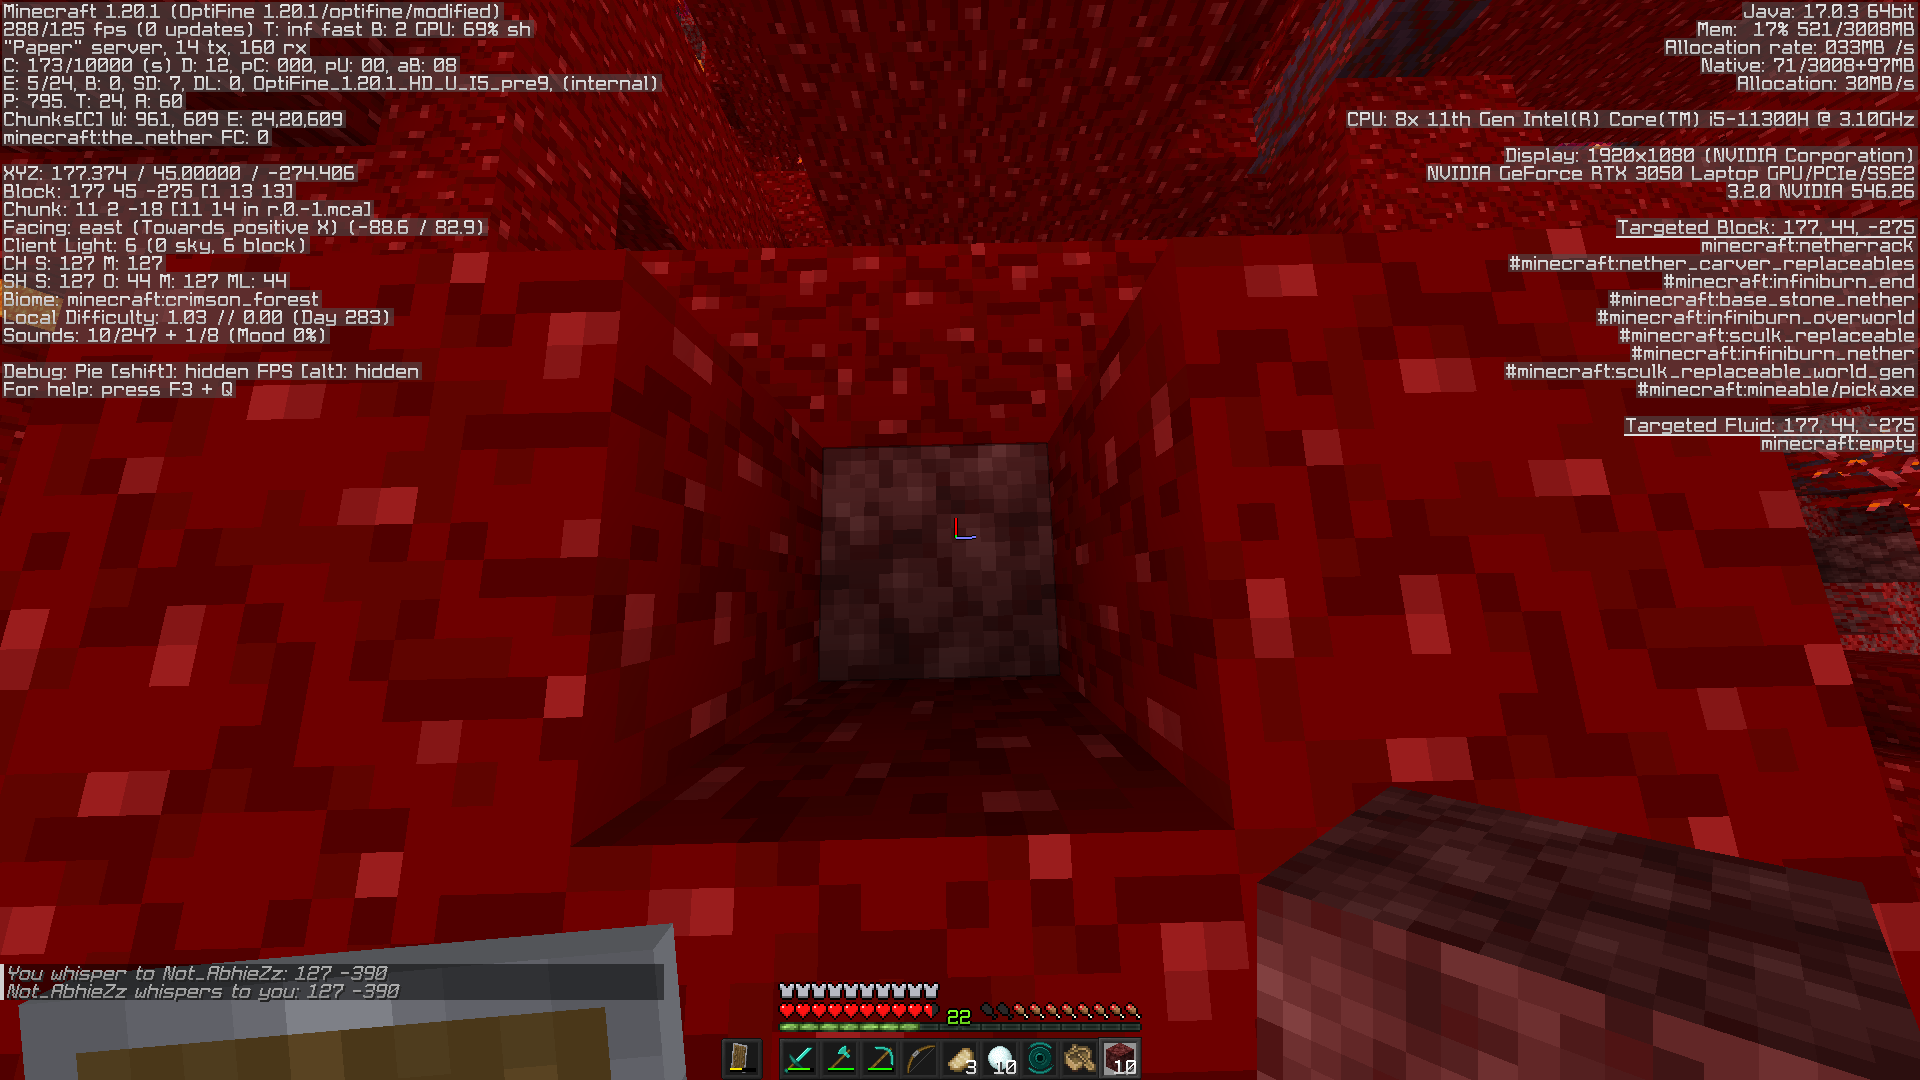 Minecraft 1.20.1 (OptiFine 1.20.1/optifine/modified)
288/125 fps (0 updates) T: inf fast B: 2 GPU: 69% sh
"Paper" server, 14 tx, 160 rx
C: 173/10000 (s) D: 12, pC: 000, pU: 00, aB: 08
E: 5/24, B: 0, SD: 7, DL: 0, OptiFine_1.20.1_HD_U_I5_pre9, (internal)
P: 795. T: 24, A: 60
Chunks[C] W: 961, 609 E: 24,20,609
minecraft:the_nether FC: 0
XYZ: 177.374 / 45.00000 / -274.406
Block: 177 45 -275 [1 13 13]
Chunk: 11 2 -18 [11 14 in r.0.-1.mca]
Facing: east (Towards positive X) (-88.6 / 82.9)
Client Light: 6 (0 sky, 6 block)
CH S: 127 M: 127
SH S: 127 O: 44 M: 127 ML: 44
Biome: minecraft:crimson_forest
Local Difficulty: 1.03 // 0.00 (Day 283)
Sounds: 10/247 + 1/8 (Mood 0%)
Debug: Pie [shift]: hidden FPS [alt]: hidden
For help: press F3 + Q
Java: 17.0.3 64bit
Mem: 17% 521/3008MB
Allocation rate: 033MB /s
Native: 71/3008+97MB
Allocation: 30MB/s
CPU: 8x 11th Gen Intel(R) Core(TM) i5-11300H @ 3.10GHz
Display: 1920x1080 (NVIDIA Corporation)
NVIDIA GeForce RTX 3050 Laptop GPU/PCIe/SSE2
3.2.0 NVIDIA 546.26
Targeted Block: 177, 44, -275
minecraft:netherrack
#minecraft:nether_carver_replaceables
#minecraft:infiniburn_end
#minecraft:base_stone_nether
#minecraft:infiniburn_overworld
#minecraft:sculk_replaceable
#minecraft:infiniburn_nether
#minecraft:sculk_replaceable_world_gen
#minecraft:mineable/pickaxe
Targeted Fluid: 177, 44, -275
minecraft:empty
You whisper to Not_AbhieZz: 127 -390
Not_AbhieZz whispers to you: 127 -390
22
3
10
10